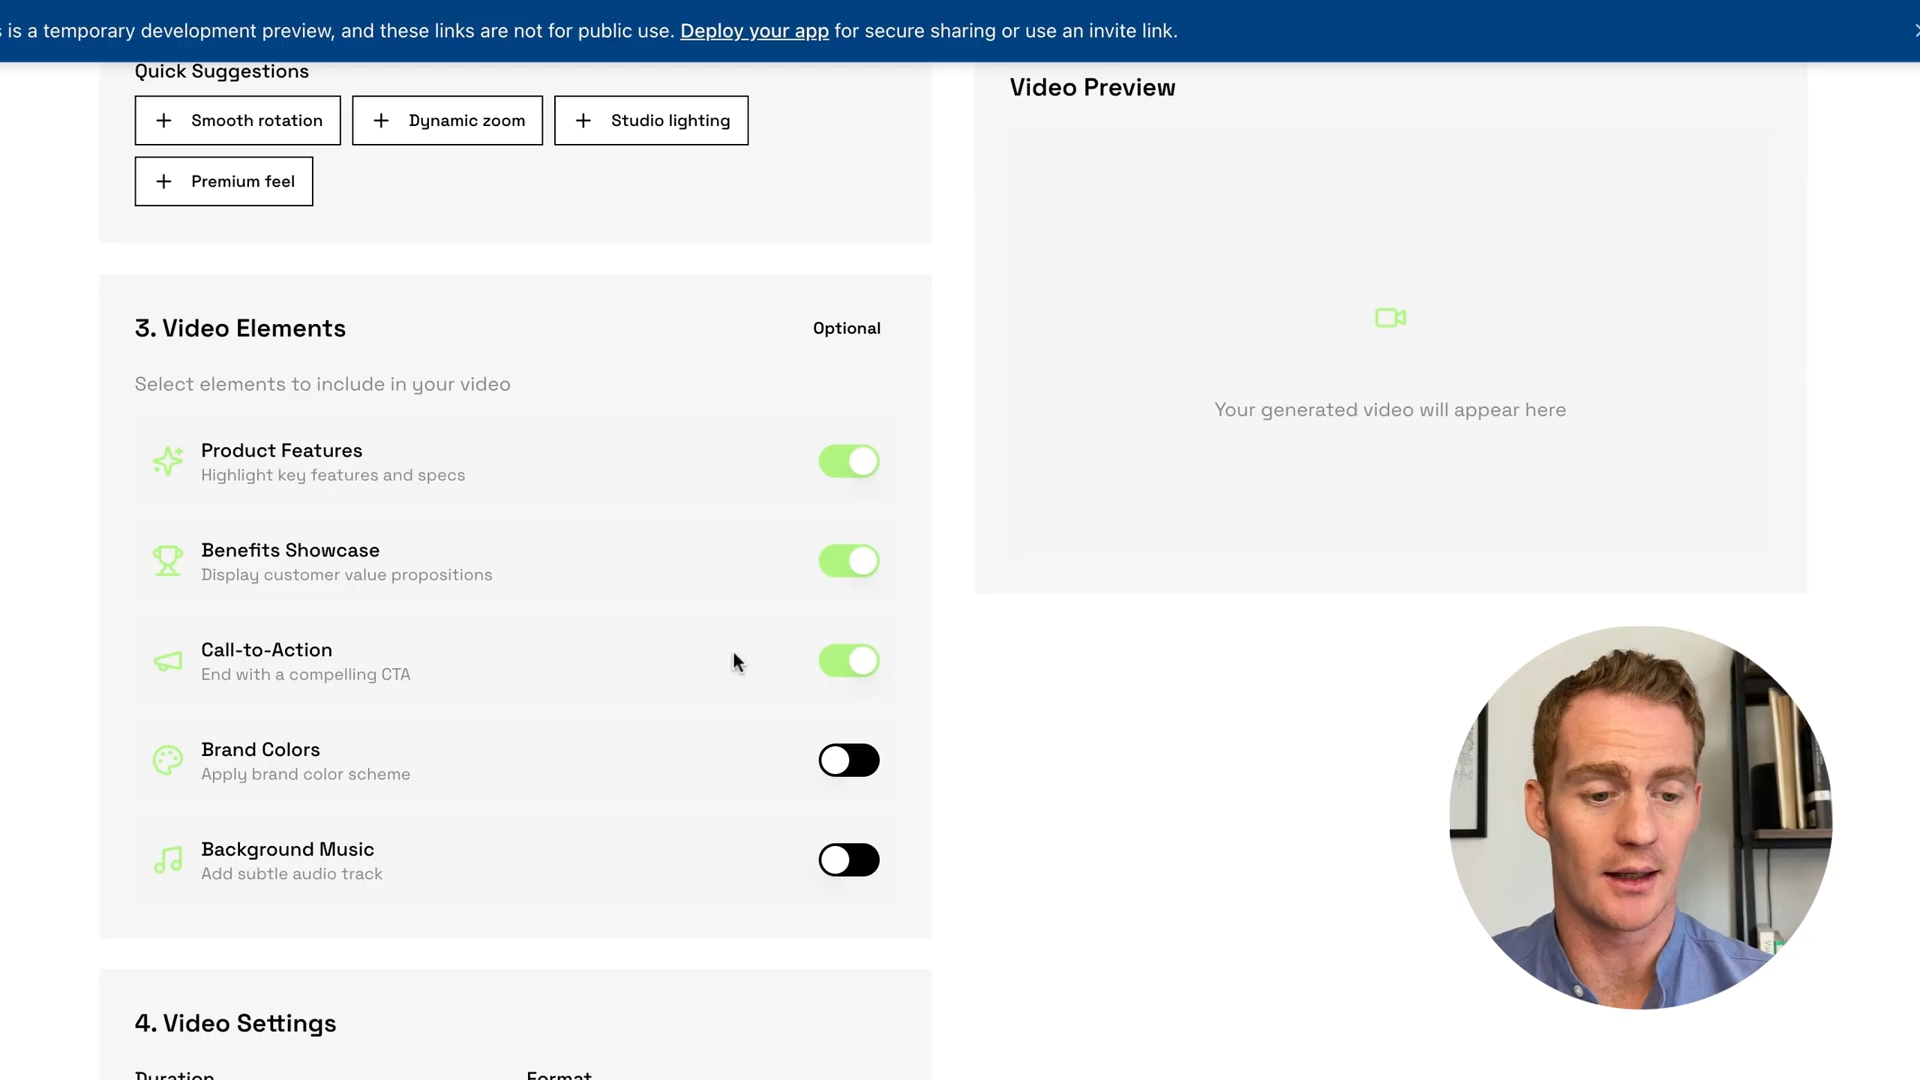 is a temporary development preview, and these links are not for public use. Deploy your app for secure sharing or use an invite link.
Quick Suggestions
Smooth rotation
Dynamic zoom
Studio lighting
Premium feel
3. Video Elements
Optional
Select elements to include in your video
Product Features
Highlight key features and specs
Benefits Showcase
Display customer value propositions
Call-to-Action
End with a compelling CTA
Brand Colors
Apply brand color scheme
Background Music
Add subtle audio track
4. Video Settings
Duration
Format
Video Preview
Your generated video will appear here